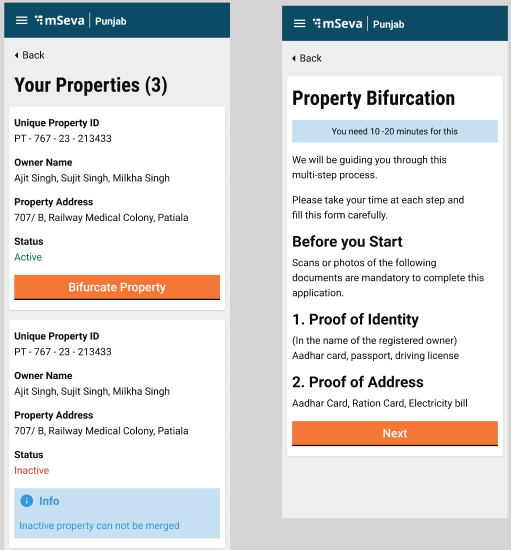 mSeva | Punjab
Back
Your Properties (3)
Unique Property ID
PT - 767 - 23 - 213433
Owner Name
Ajit Singh, Sujit Singh, Milkha Singh
Property Address
707/ B, Railway Medical Colony, Patiala
Status
Active
Bifurcate Property
Unique Property ID
PT - 767 - 23 - 213433
Owner Name
Ajit Singh, Sujit Singh, Milkha Singh
Property Address
707/ B, Railway Medical Colony, Patiala
Status
Inactive
Info
Inactive property can not be merged
mSeva | Punjab
Back
Property Bifurcation
You need 10 -20 minutes for this
We will be guiding you through this
multi-step process.
Please take your time at each step and
fill this form carefully.
Before you Start
Scans or photos of the following
documents are mandatory to complete this
application.
1. Proof of Identity
(In the name of the registered owner)
Aadhar card, passport, driving license
2. Proof of Address
Aadhar Card, Ration Card, Electricity bill
Next